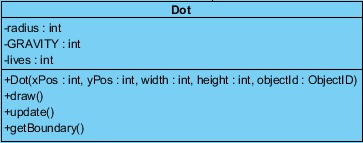 Dot
-radius : int
-GRAVITY : int
-lives : int
+Dot(xPos : int, yPos : int, width : int, height : int, objectId : ObjectID)
+draw()
+update()
+getBoundary()